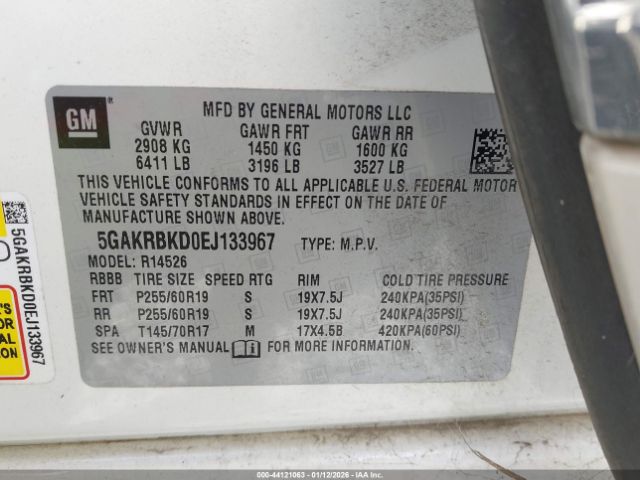 GM
MFD BY GENERAL MOTORS LLC
GVWR GAWR FRT GAWR RR
2908 KG 1450 KG 1600 KG
6411 LB 3196 LB 3527 LB
THIS VEHICLE CONFORMS TO ALL APPLICABLE U.S. FEDERAL MOTOR
VEHICLE SAFETY STANDARDS IN EFFECT ON THE DATE OF
MANUFACTURE SHOWN ABOVE.
5GAKRBKD0EJ133967 TYPE: M.P.V.
MODEL: R14526
RBBB TIRE SIZE SPEED RTG RIM COLD TIRE PRESSURE
FRT P255/60R19 S 19X7.5J 240KPA(35PSI)
RR P255/60R19 S 19X7.5J 240KPA(35PSI)
SPA T145/70R17 M 17X4.5B 420KPA(60PSI)
SEE OWNER'S MANUAL FOR MORE INFORMATION.
5GAKRBKD0EJ133967
000-44121063 - 01/12/2026 - IAAI.com